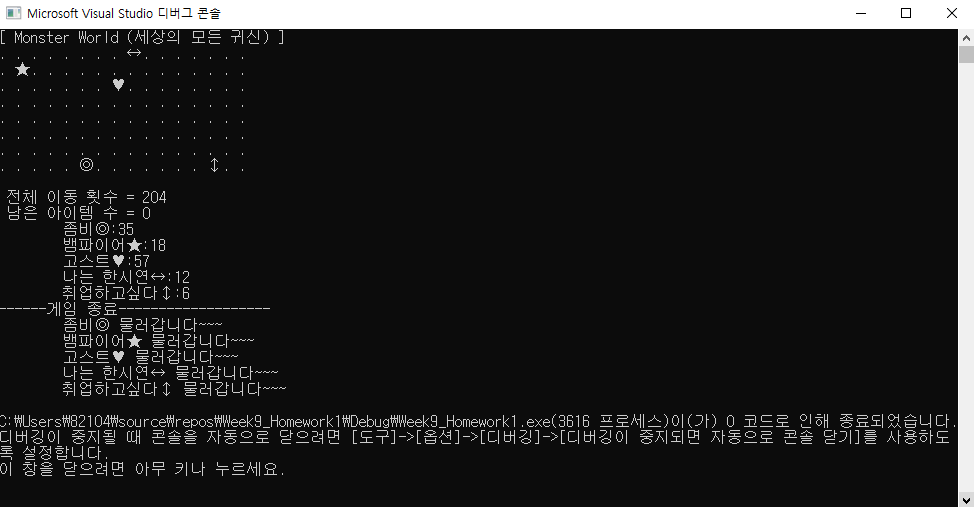 Microsoft Visual Studio 디버그 콘솔
[ Monster World (세상의 모든 귀신) ]
. . . . . . . . ↔. . . . . . .
. ★. . . . . . . . . . . . . .
. . . . . . . ♥. . . . . . . .
. . . . . . . . . . . . . . . .
. . . . . . . . . . . . . . . .
. . . . . . . . . . . . . . . .
. . . . . . . . . . . . . . . .
. . . . . ◎. . . . . . . ↕. .
전체 이동 횟수 = 204
남은 아이템 수 = 0
좀비◎:35
뱀파이어★:18
고스트♥:57
나는 한시연↔:12
취업하고싶다↕:6
------게임 종료-------------------
좀비◎ 물러갑니다~~~
뱀파이어★ 물러갑니다~~~
고스트♥ 물러갑니다~~~
나는 한시연↔ 물러갑니다~~~
취업하고싶다↕ 물러갑니다~~~
C:₩Users₩82104₩source₩repos₩Week9_Homework1₩Debug₩Week9_Homework1.exe(3616 프로세스)이(가) 0 코드로 인해 종료되었습니다.
디버깅이 중지될 때 콘솔을 자동으로 닫으려면 [도구]->[옵션]->[디버깅]->[디버깅이 중지되면 자동으로 콘솔 닫기]를 사용하도
록 설정합니다.
이 창을 닫으려면 아무 키나 누르세요.